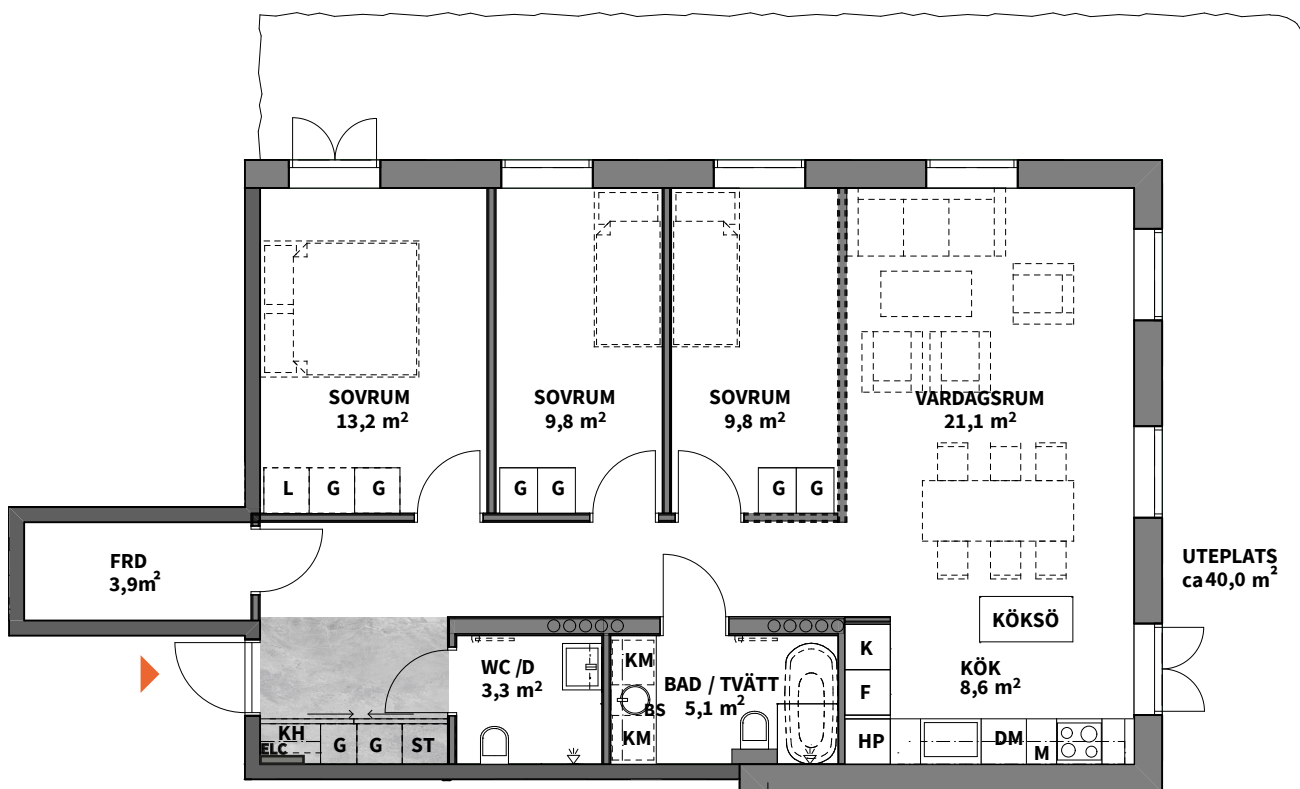 SOVRUM
13,2 m²
SOVRUM
9,8 m²
SOVRUM
9,8 m²
VARDAGSRUM
21,1 m²
L G G
G G
G G
FRD
3,9m²
UTEPLATS
ca 40,0 m²
KÖKSÖ
WC /D
3,3 m²
KM
BAD / TVÄTT
5,1 m²
BS
KM
K
F
HP
KÖK
8,6 m²
DM
M
KH
ELC
G G ST